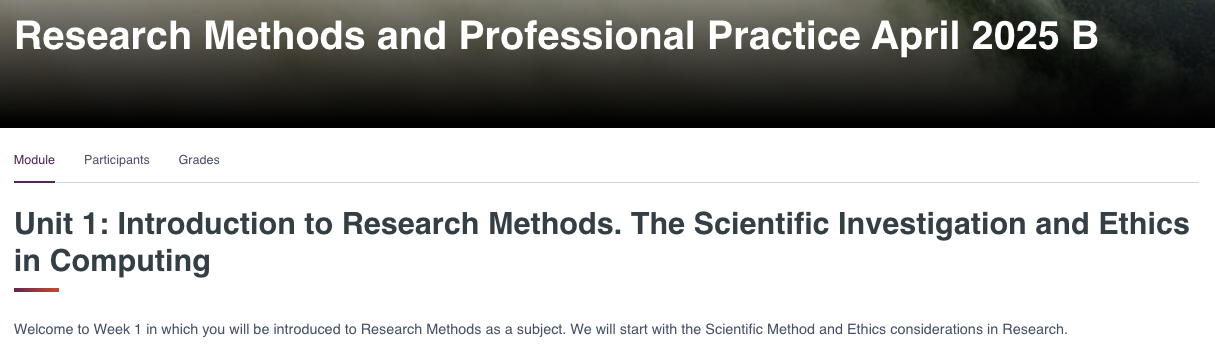 Research Methods and Professional Practice April 2025 B
Module Participants Grades
Unit 1: Introduction to Research Methods. The Scientific Investigation and Ethics
in Computing
Welcome to Week 1 in which you will be introduced to Research Methods as a subject. We will start with the Scientific Method and Ethics considerations in Research.